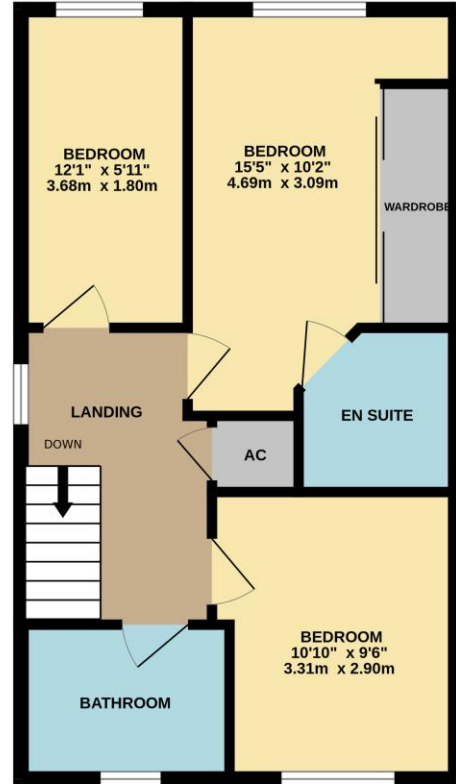 BEDROOM
12'1" x 5'11"
3.68m x 1.80m
BEDROOM
15'5" x 10'2"
4.69m x 3.09m
WARDROBE
LANDING
DOWN
EN SUITE
AC
BEDROOM
10'10" x 9'6"
3.31m x 2.90m
BATHROOM